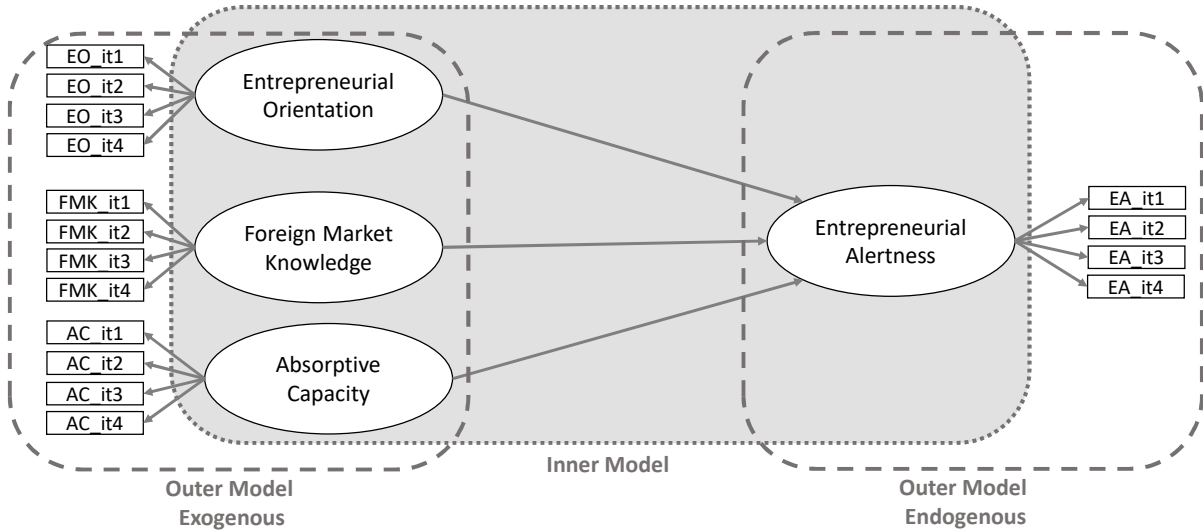 EO_it1
EO_it2
EO_it3
EO_it4
Entrepreneurial
Orientation
FMK_it1
FMK_it2
FMK_it3
FMK_it4
Foreign Market
Knowledge
AC_it1
AC_it2
AC_it3
AC_it4
Absorptive
Capacity
Entrepreneurial
Alertness
EA_it1
EA_it2
EA_it3
EA_it4
Inner Model
Outer Model
Exogenous
Outer Model
Endogenous